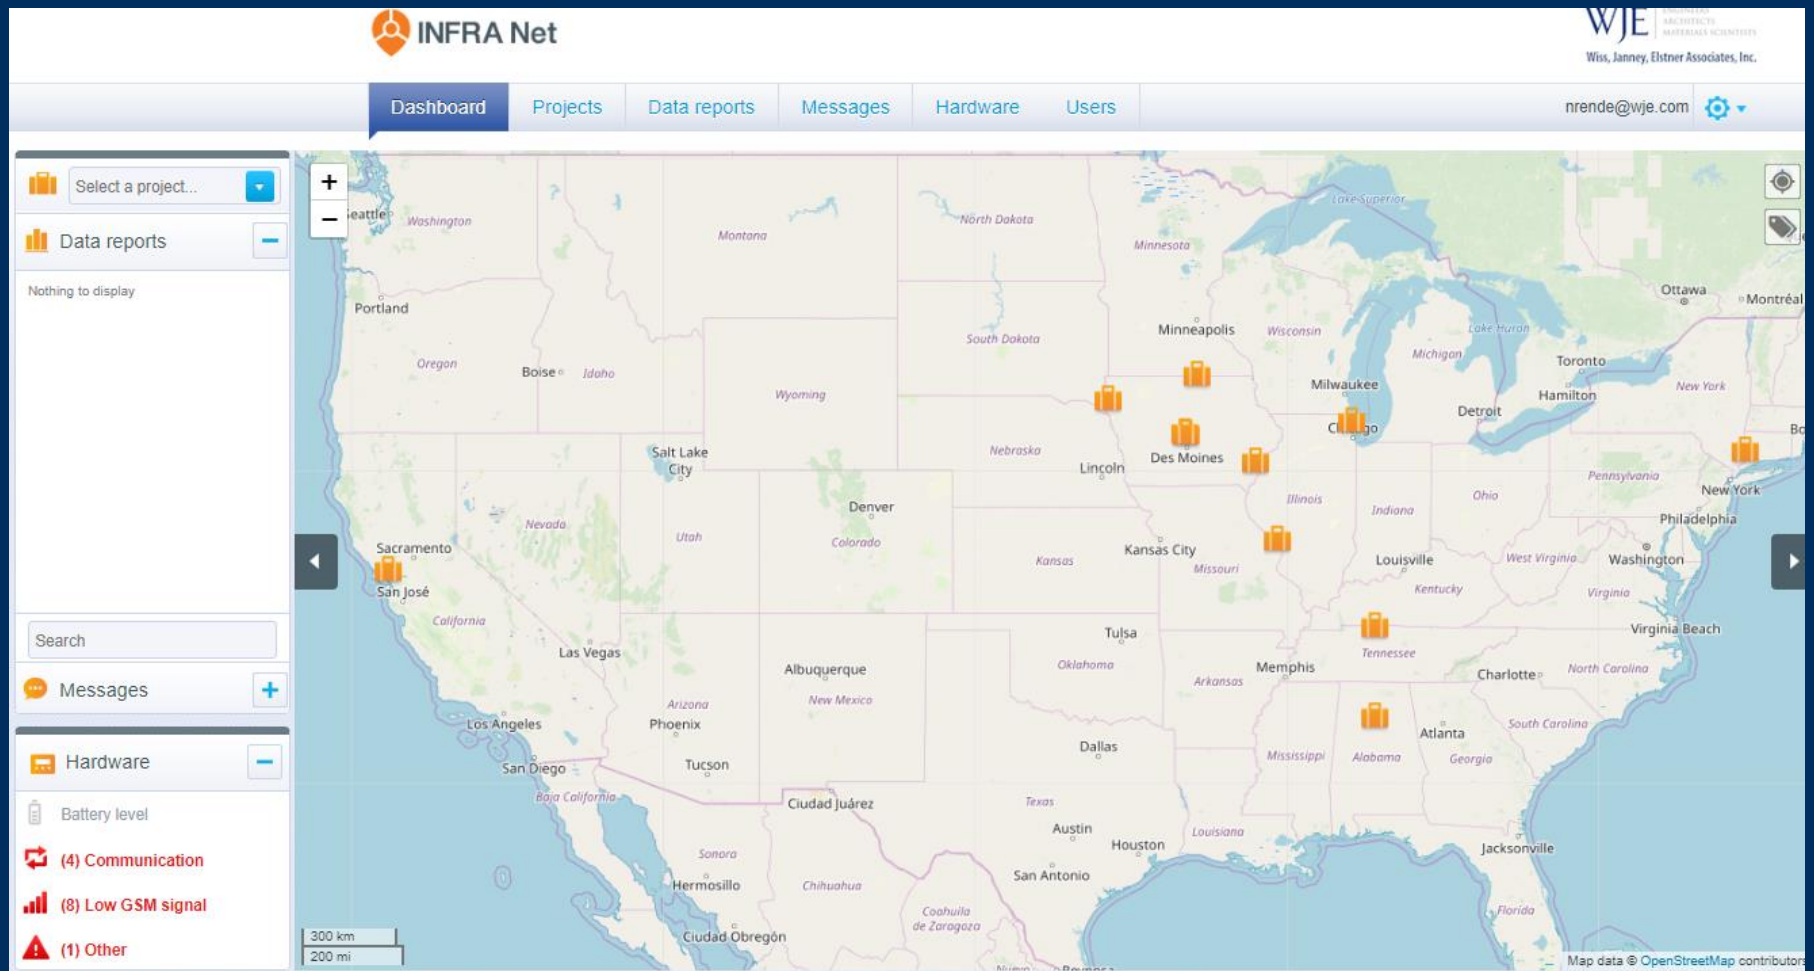 INFRA Net
WJE
ENGINEERS
ARCHITECTS
MATERIALS SCIENTISTS
Wiss, Janney, Elstner Associates, Inc.
Dashboard
Projects
Data reports
Messages
Hardware
Users
nrende@wje.com
Select a project...
Data reports
Nothing to display
Search
Messages
Hardware
Battery level
(4) Communication
(8) Low GSM signal
(1) Other
+
−
eattle
Washington
Montana
North Dakota
Minnesota
Lake Superior
Ottawa
Montréal
Portland
Minneapolis
Wisconsin
Lake Huron
South Dakota
Michigan
Toronto
Oregon
Boise
Idaho
Wyoming
Milwaukee
Hamilton
New York
Detroit
Ch go
Bo
Nebraska
Salt Lake
City
Lincoln
Des Moines
Pennsylvania
New York
Illinois
Ohio
Indiana
Denver
Philadelphia
Nevada
Utah
Colorado
Sacramento
Kansas
Kansas City
Missouri
Louisville
West Virginia
Washington
San José
Kentucky
Virginia
California
Tulsa
Virginia Beach
Las Vegas
Oklahoma
Tennessee
Albuquerque
Memphis
Arkansas
Charlotte
North Carolina
Arizona
New Mexico
Los Angeles
Phoenix
South Carolina
Atlanta
Dallas
Mississippi
Alabama
Georgia
San Diego
Tucson
Baja California
Ciudad Juárez
Texas
Austin
Louisiana
Houston
Jacksonville
Sonora
San Antonio
Hermosillo
Chihuahua
Coahuila
de Zaragoza
Florida
Ciudad Obregón
300 km
200 mi
Map data © OpenStreetMap contributors